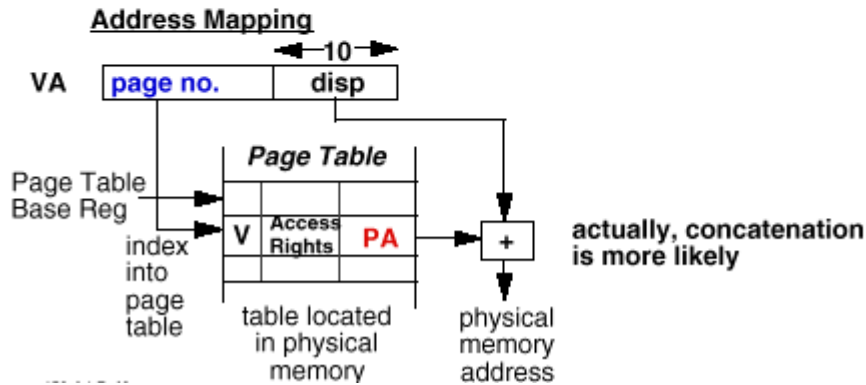 Address Mapping
10
VA page no. disp
Page Table
Page Table
Base Reg
V Access Rights PA
+
actually, concatenation
is more likely
index
into
page
table
table located
in physical
memory
physical
memory
address